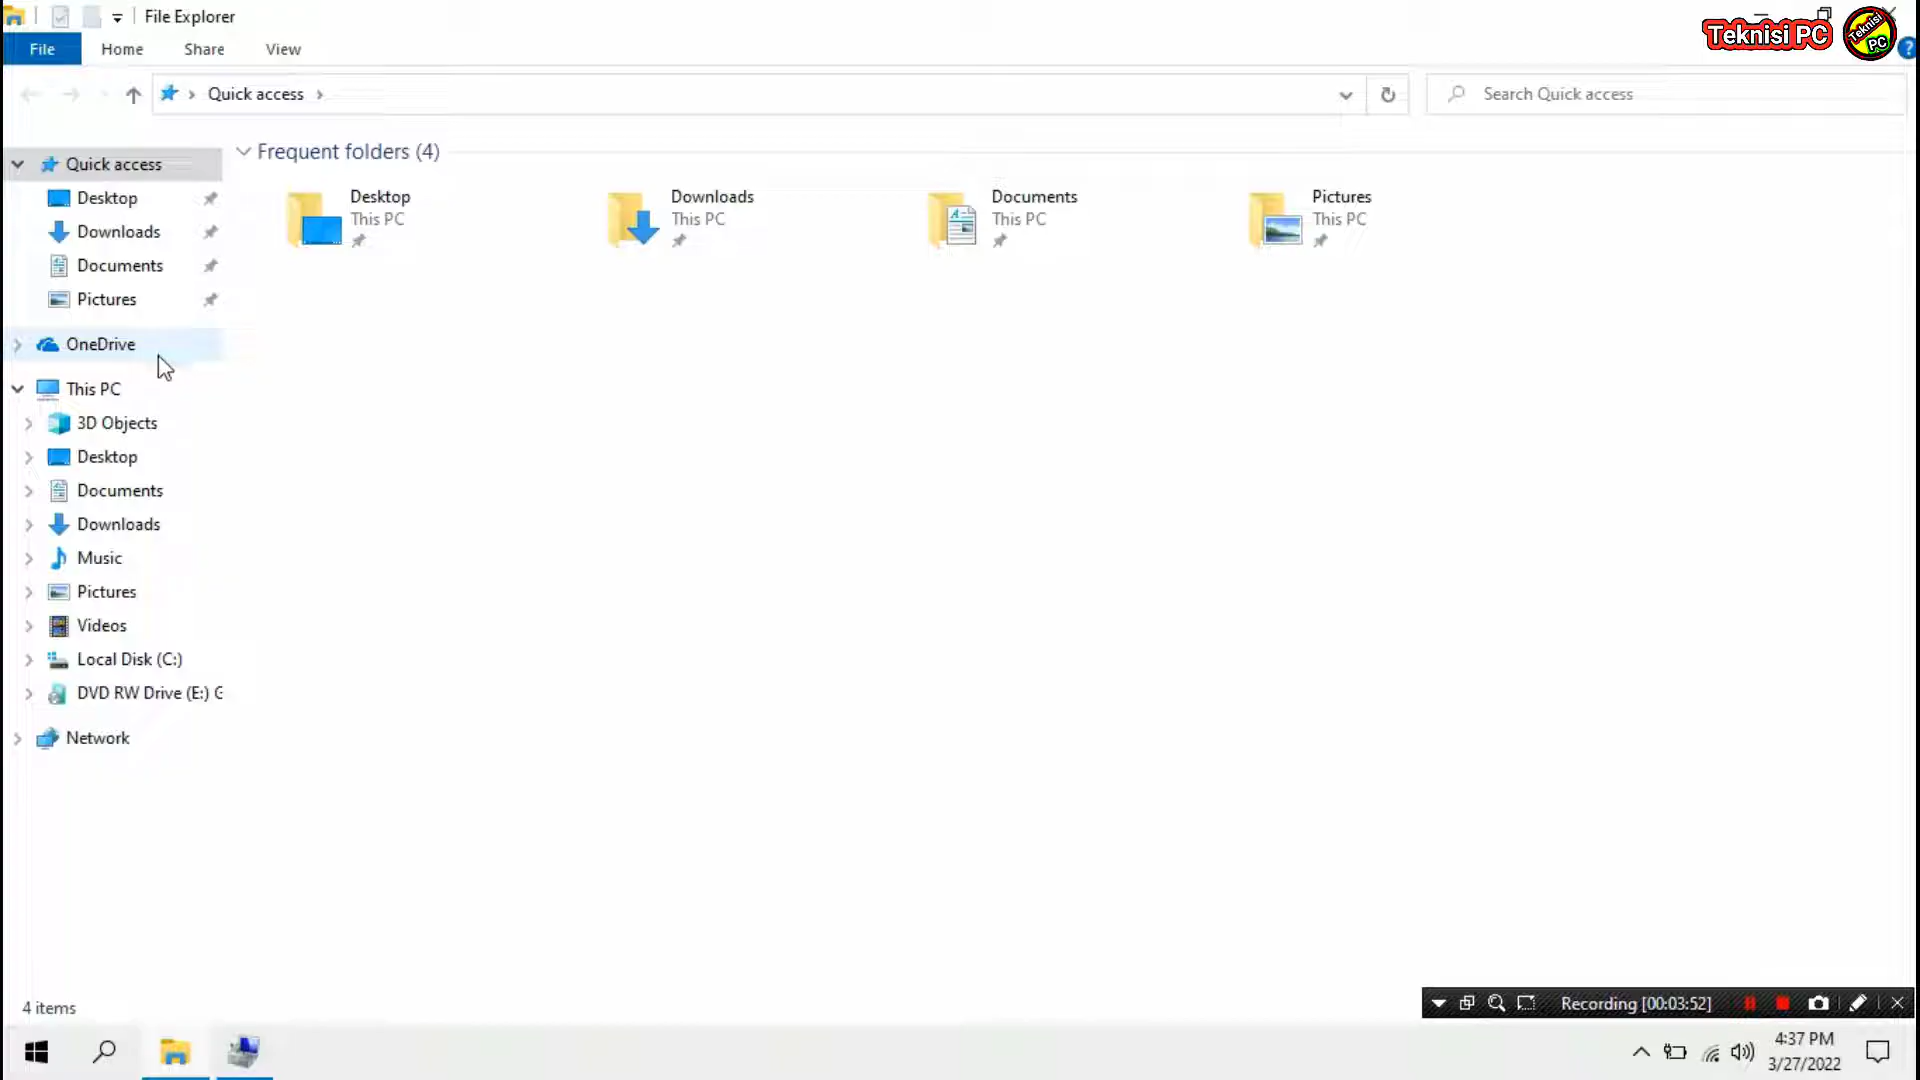 File Explorer
Teknisi PC
Teknisi
PC
File
Home
Share
View
?
Quick access
Search Quick access
Quick access
Desktop
Downloads
Documents
Pictures
OneDrive
This PC
3D Objects
Desktop
Documents
Downloads
Music
Pictures
Videos
Local Disk (C:)
DVD RW Drive (E:) G
Network
Frequent folders (4)
Desktop
This PC
Downloads
This PC
Documents
This PC
Pictures
This PC
4 items
Recording [00:03:52]
4:37 PM
3/27/2022